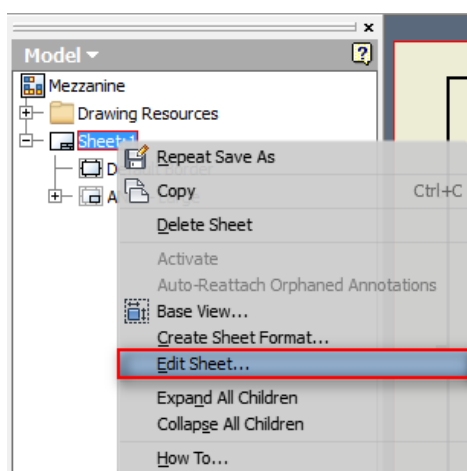 x
Model
?
Mezzanine
Drawing Resources
Sheet:1
Repeat Save As
Copy Ctrl+C
Delete Sheet
Activate
Auto-Reattach Orphaned Annotations
Base View...
Create Sheet Format...
Edit Sheet...
Expand All Children
Collapse All Children
How To...